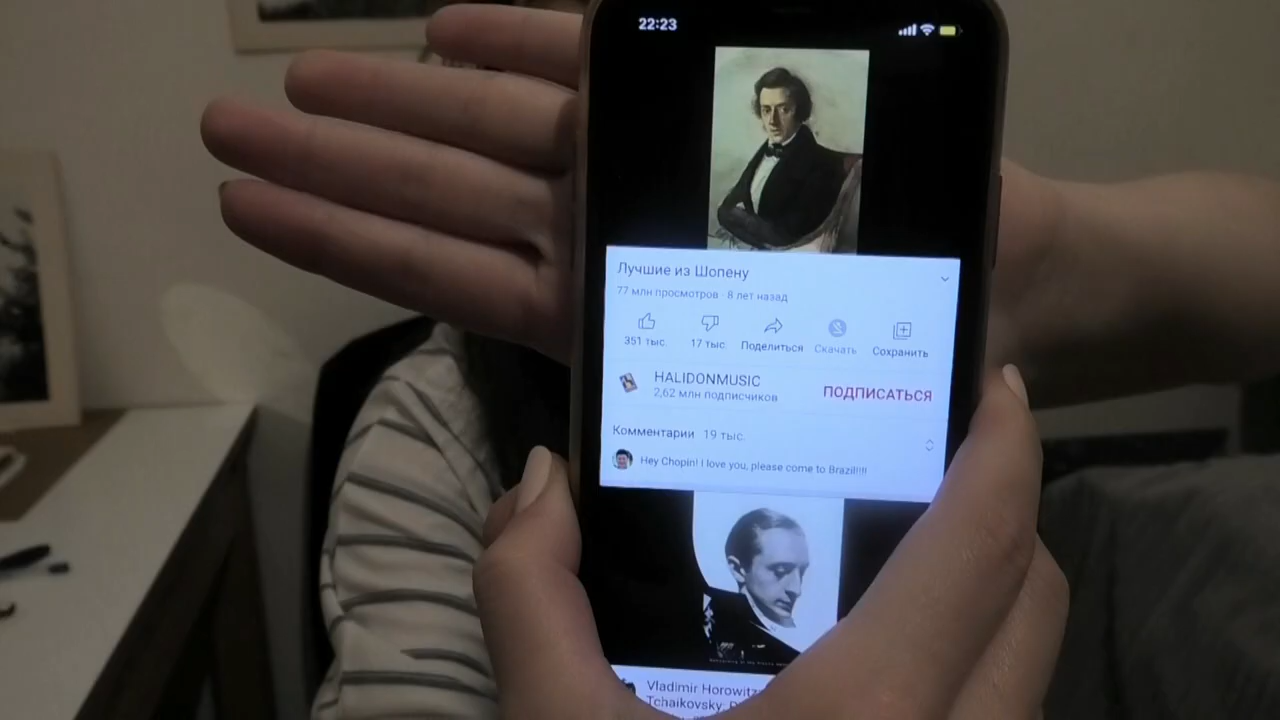 22:23
Лучшие из Шопену
77 млн просмотров · 8 лет назад
351 тыс. 17 тыс. Поделиться Скачать Сохранить
HALIDONMUSIC
2,62 млн подписчиков
ПОДПИСАТЬСЯ
Комментарии 19 тыс.
Hey Chopin! I love you, please come to Brazil!!!!
Vladimir Horowitz
Tchaikovsky